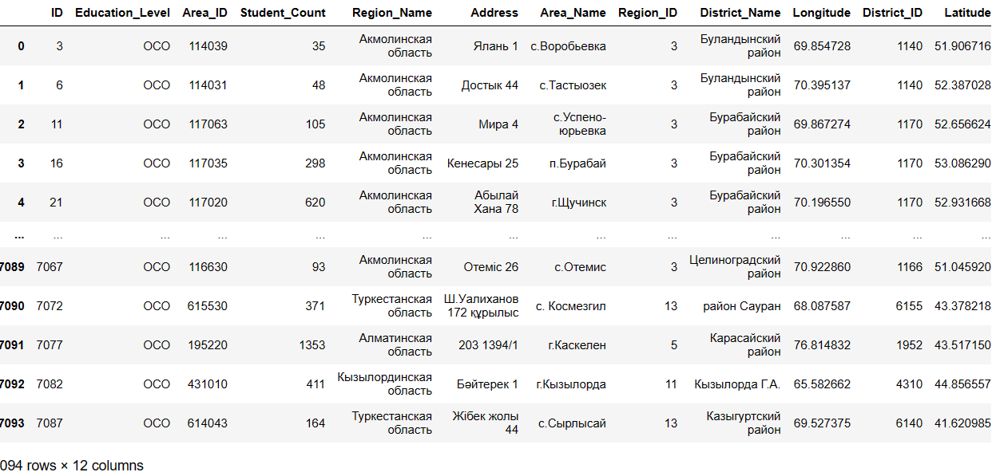 ID Education_Level Area_ID Student_Count Region_Name Address Area_Name Region_ID District_Name Longitude District_ID Latitude
0 3 ОСО 114039 35 Акмолинская область Ялань 1 с.Воробьевка 3 Буландынский район 69.854728 1140 51.906716
1 6 ОСО 114031 48 Акмолинская область Достык 44 с.Тастыозек 3 Буландынский район 70.395137 1140 52.387028
2 11 ОСО 117063 105 Акмолинская область Мира 4 с.Успено-юрьевка 3 Бурабайский район 69.867274 1170 52.656624
3 16 ОСО 117035 298 Акмолинская область Кенесары 25 п.Бурабай 3 Бурабайский район 70.301354 1170 53.086290
4 21 ОСО 117020 620 Акмолинская область Абылай Хана 78 г.Щучинск 3 Бурабайский район 70.196550 1170 52.931668
... ... ... ... ... ... ... ... ... ... ... ... ...
7089 7067 ОСО 116630 93 Акмолинская область Отеміс 26 с.Отемис 3 Целиноградский район 70.922860 1166 51.045920
7090 7072 ОСО 615530 371 Туркестанская область Ш.Уалиханов 172 құрылыс с. Космезгил 13 район Сауран 68.087587 6155 43.378218
7091 7077 ОСО 195220 1353 Алматинская область 203 1394/1 г.Каскелен 5 Карасайский район 76.814832 1952 43.517150
7092 7082 ОСО 431010 411 Кызылординская область Бәйтерек 1 г.Кызылорда 11 Кызылорда Г.А. 65.582662 4310 44.856557
7093 7087 ОСО 614043 164 Туркестанская область Жібек жолы 44 с.Сырлысай 13 Казыгуртский район 69.527375 6140 41.620985
094 rows × 12 columns